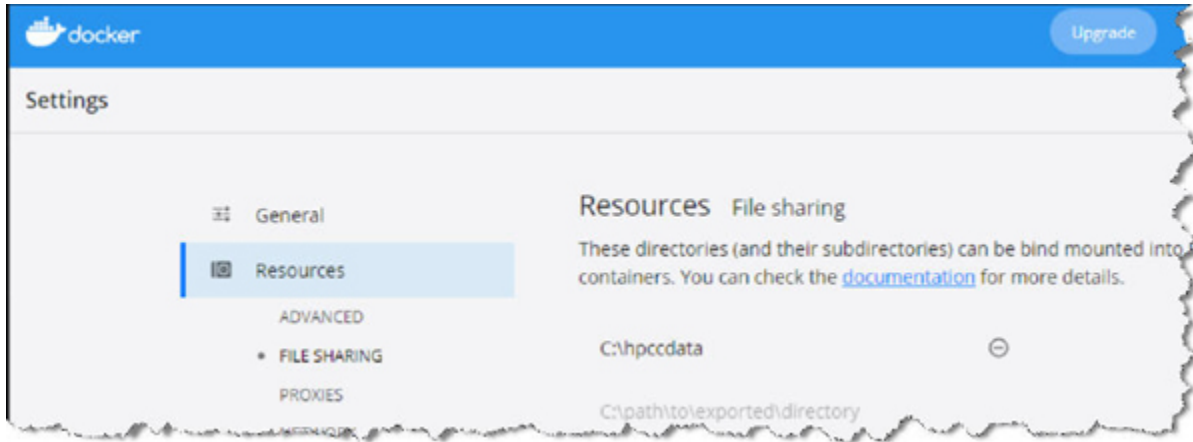 docker
Upgrade
Settings
General
Resources
ADVANCED
FILE SHARING
PROXIES
NETWORK
Resources File sharing
These directories (and their subdirectories) can be bind mounted into
containers. You can check the documentation for more details.
C:\hpccdata
C:\path\to\exported\directory